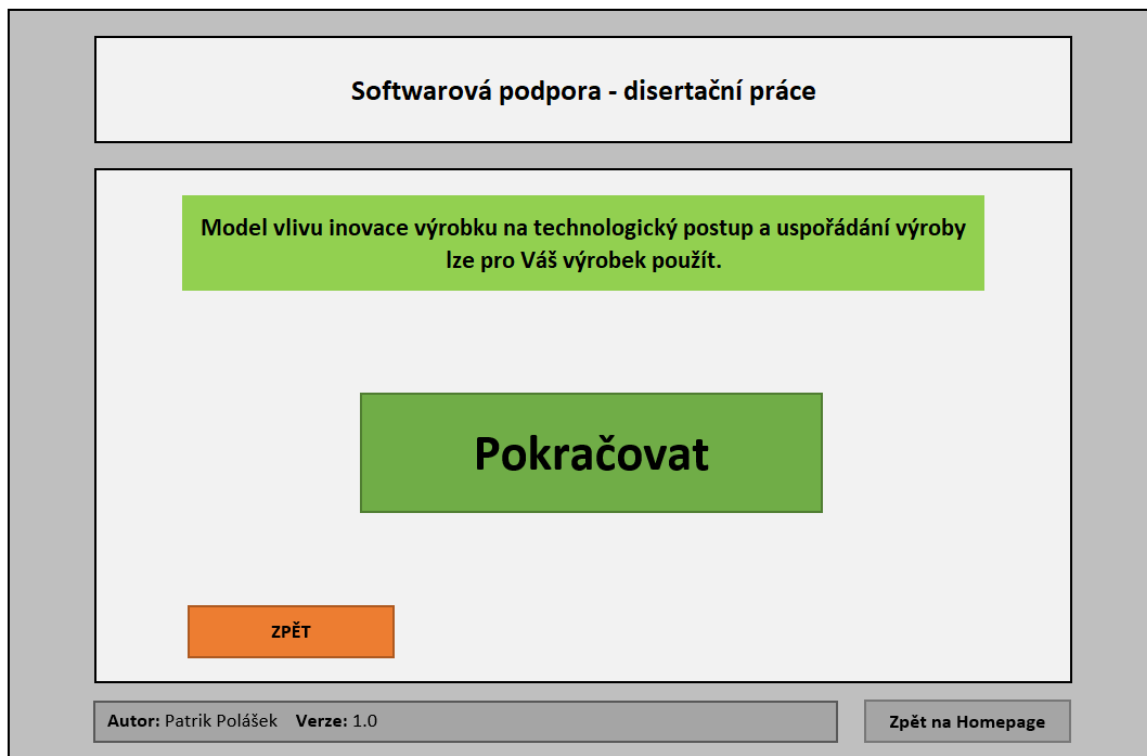 Softwarová podpora - disertační práce
Model vlivu inovace výrobku na technologický postup a uspořádání výroby
lze pro Váš výrobek použít.
Pokračovat
ZPĚT
Autor: Patrik Polášek Verze: 1.0
Zpět na Homepage